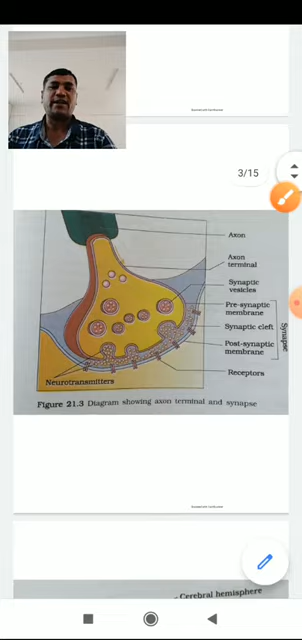 3/15
Axon
Axon
terminal
Synaptic
vesicles
Pre-synaptic
membrane
Synaptic cleft
Post-synaptic
membrane
Synapse
Receptors
Neurotransmitters
Figure 21.3 Diagram showing axon terminal and synapse
Cerebral hemisphere